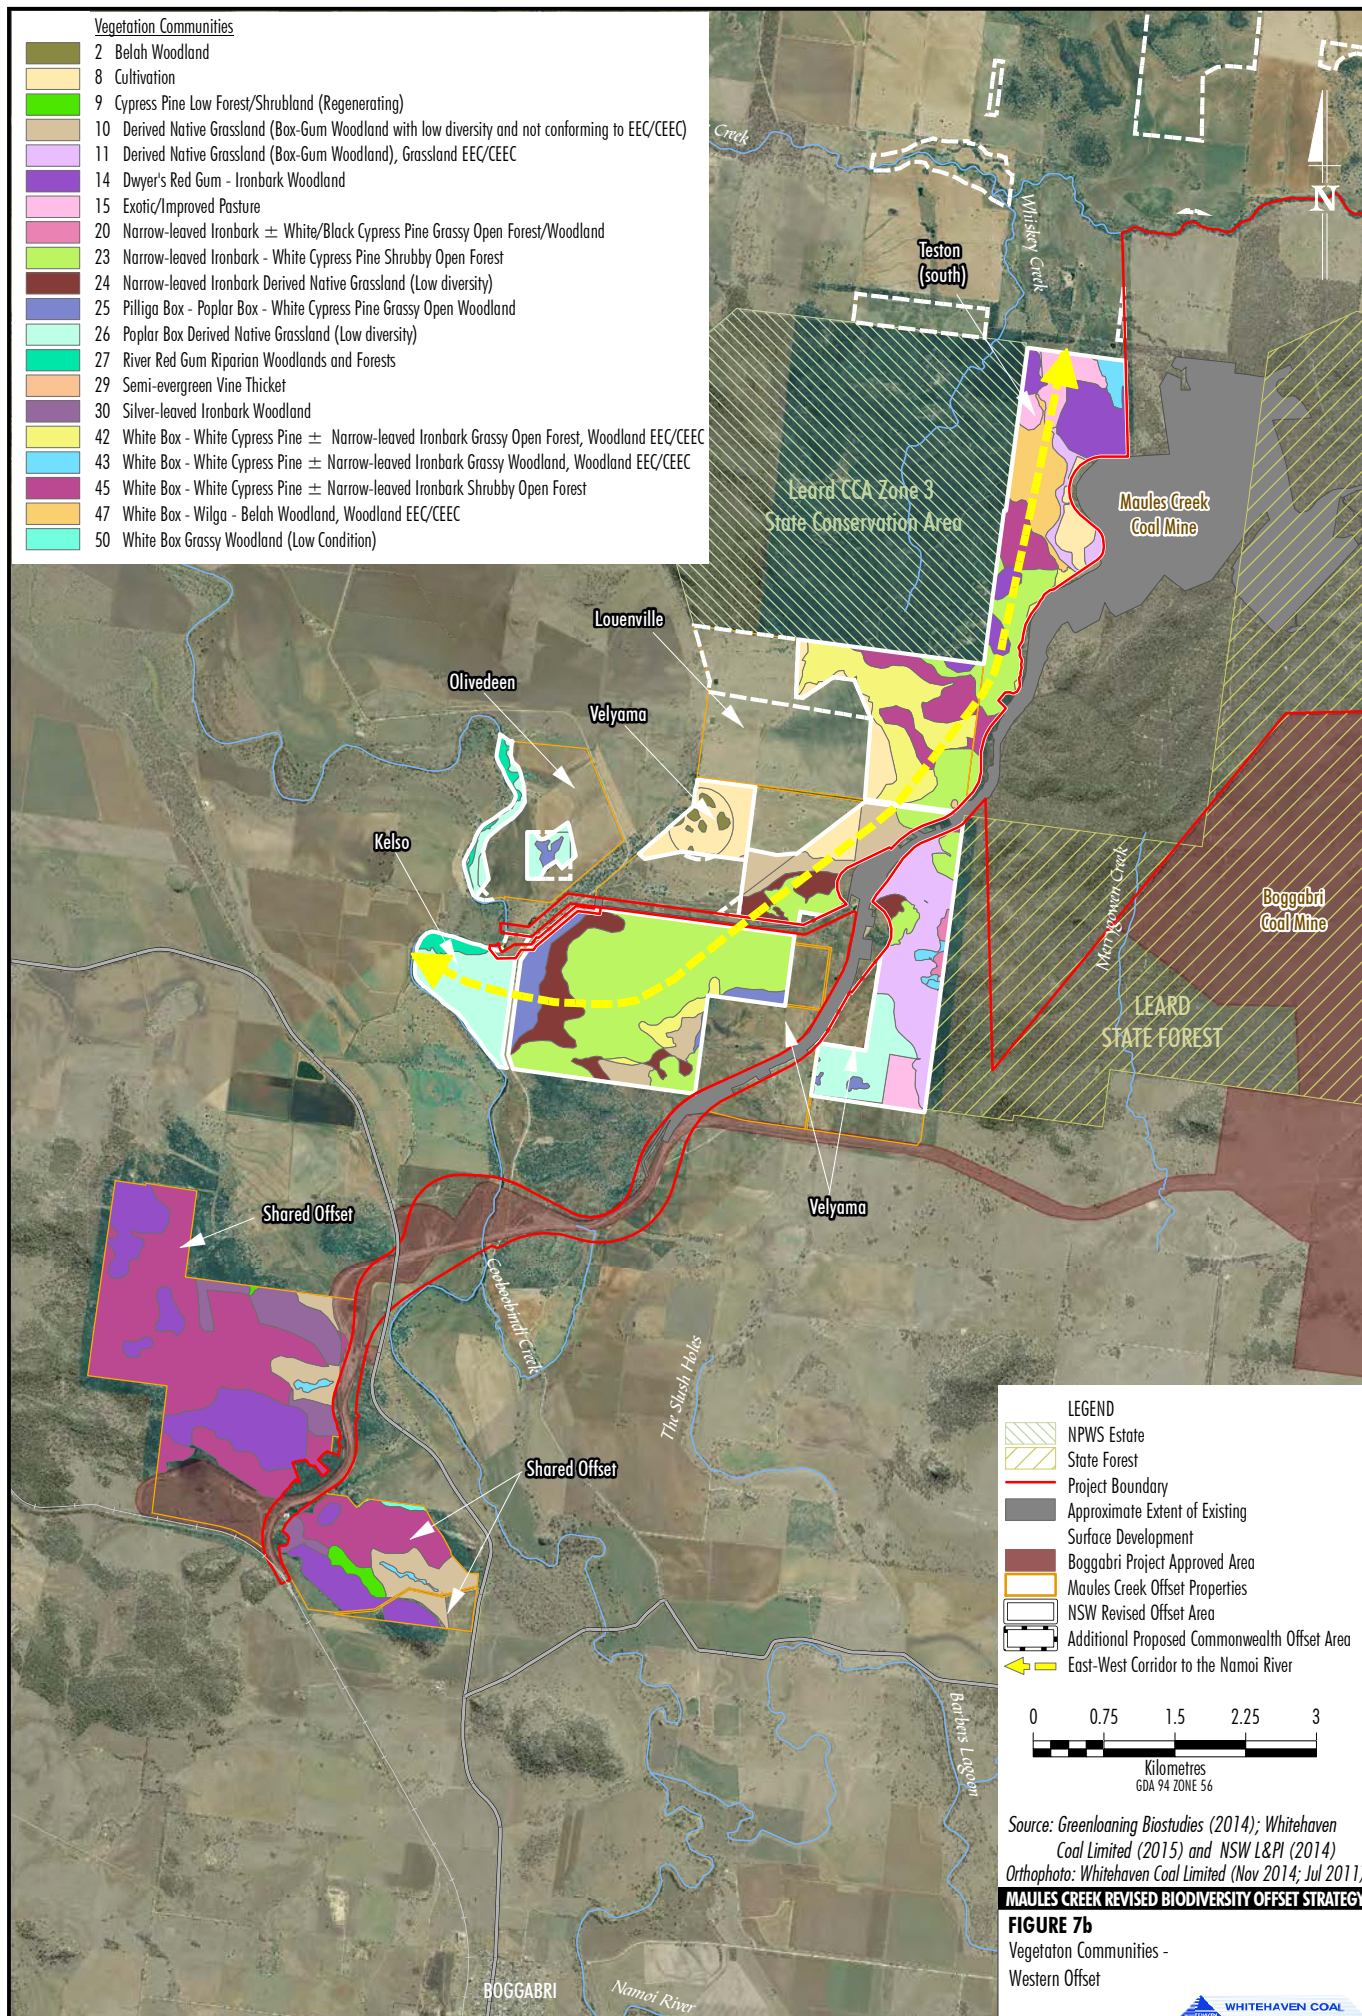 Vegetation Communities
2 Belah Woodland
8 Cultivation
9 Cypress Pine Low Forest/Shrubland (Regenerating)
10 Derived Native Grassland (Box-Gum Woodland with low diversity and not conforming to EEC/CEEC)
11 Derived Native Grassland (Box-Gum Woodland), Grassland EEC/CEEC
14 Dwyer's Red Gum - Ironbark Woodland
15 Exotic/Improved Pasture
20 Narrow-leaved Ironbark ± White/Black Cypress Pine Grassy Open Forest/Woodland
23 Narrow-leaved Ironbark - White Cypress Pine Shrubby Open Forest
24 Narrow-leaved Ironbark Derived Native Grassland (Low diversity)
25 Pilliga Box - Poplar Box - White Cypress Pine Grassy Open Woodland
26 Poplar Box Derived Native Grassland (Low diversity)
27 River Red Gum Riparian Woodlands and Forests
29 Semi-evergreen Vine Thicket
30 Silver-leaved Ironbark Woodland
42 White Box - White Cypress Pine ± Narrow-leaved Ironbark Grassy Open Forest, Woodland EEC/CEEC
43 White Box - White Cypress Pine ± Narrow-leaved Ironbark Grassy Woodland, Woodland EEC/CEEC
45 White Box - White Cypress Pine ± Narrow-leaved Ironbark Shrubby Open Forest
47 White Box - Wilga - Belah Woodland, Woodland EEC/CEEC
50 White Box Grassy Woodland (Low Condition)
Creek
Whiskey Creek
N
Teston
(south)
Leard CCA Zone 3
State Conservation Area
Maules Creek
Coal Mine
Louenville
Olivedeen
Velyama
Kelso
Merrygowen Creek
Boggabri
Coal Mine
LEARD
STATE FOREST
Velyama
Shared Offset
Cooboobindi Creek
The Slush Holes
Shared Offset
Barbers Lagoon
BOGGABRI
Namoi River
LEGEND
NPWS Estate
State Forest
Project Boundary
Approximate Extent of Existing
Surface Development
Boggabri Project Approved Area
Maules Creek Offset Properties
NSW Revised Offset Area
Additional Proposed Commonwealth Offset Area
East-West Corridor to the Namoi River
0 0.75 1.5 2.25 3
Kilometres
GDA 94 ZONE 56
Source: Greenloaning Biostudies (2014); Whitehaven
Coal Limited (2015) and NSW L&PI (2014)
Orthophoto: Whitehaven Coal Limited (Nov 2014; Jul 2011)
MAULES CREEK REVISED BIODIVERSITY OFFSET STRATEGY
FIGURE 7b
Vegetaton Communities -
Western Offset
WHITEHAVEN COAL